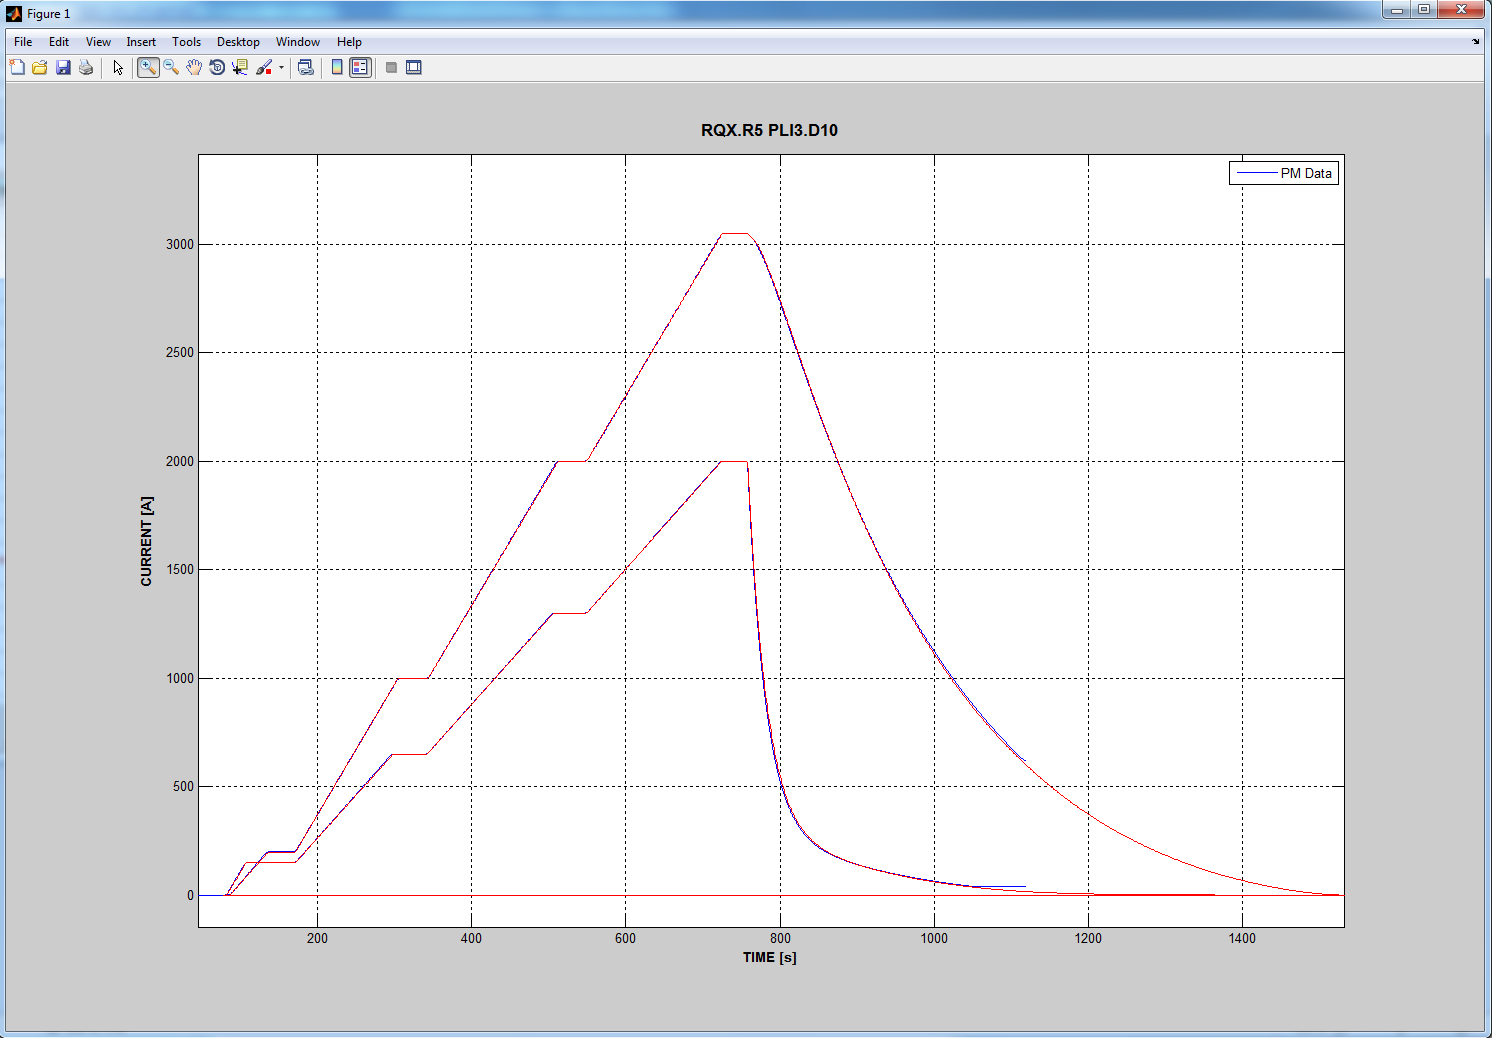 Figure 1
File Edit View Insert Tools Desktop Window Help
RQX.R5 PLI3.D10
PM Data
3000
2500
2000
1500
1000
500
0
CURRENT [A]
200 400 600 800 1000 1200 1400
TIME [s]